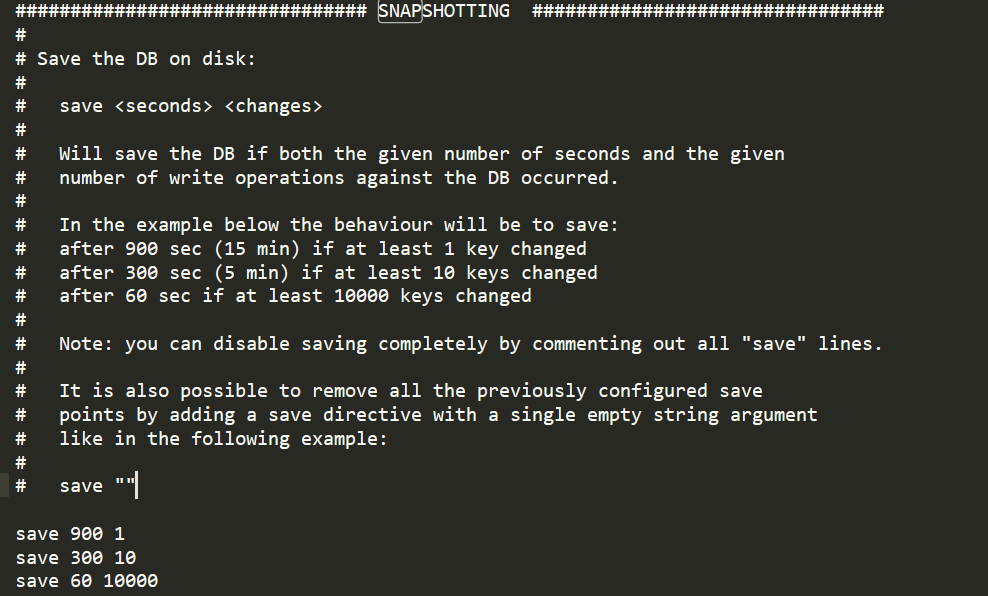 ################################ SNAPSHOTTING  ################################
#
# Save the DB on disk:
#
#   save <seconds> <changes>
#
#   Will save the DB if both the given number of seconds and the given
#   number of write operations against the DB occurred.
#
#   In the example below the behaviour will be to save:
#   after 900 sec (15 min) if at least 1 key changed
#   after 300 sec (5 min) if at least 10 keys changed
#   after 60 sec if at least 10000 keys changed
#
#   Note: you can disable saving completely by commenting out all "save" lines.
#
#   It is also possible to remove all the previously configured save
#   points by adding a save directive with a single empty string argument
#   like in the following example:
#
#   save ""

save 900 1
save 300 10
save 60 10000